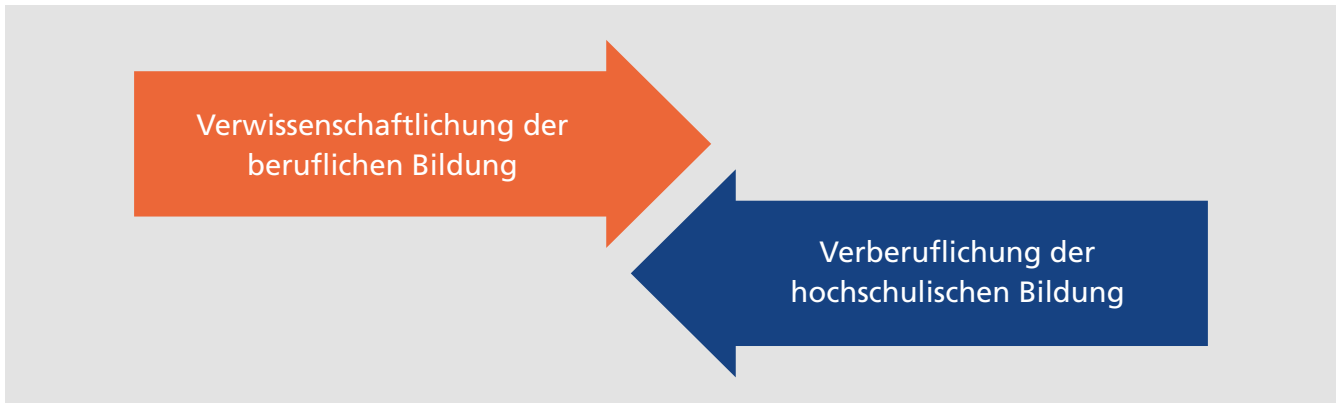 Verwissenschaftlichung der
beruflichen Bildung
Verberuflichung der
hochschulischen Bildung